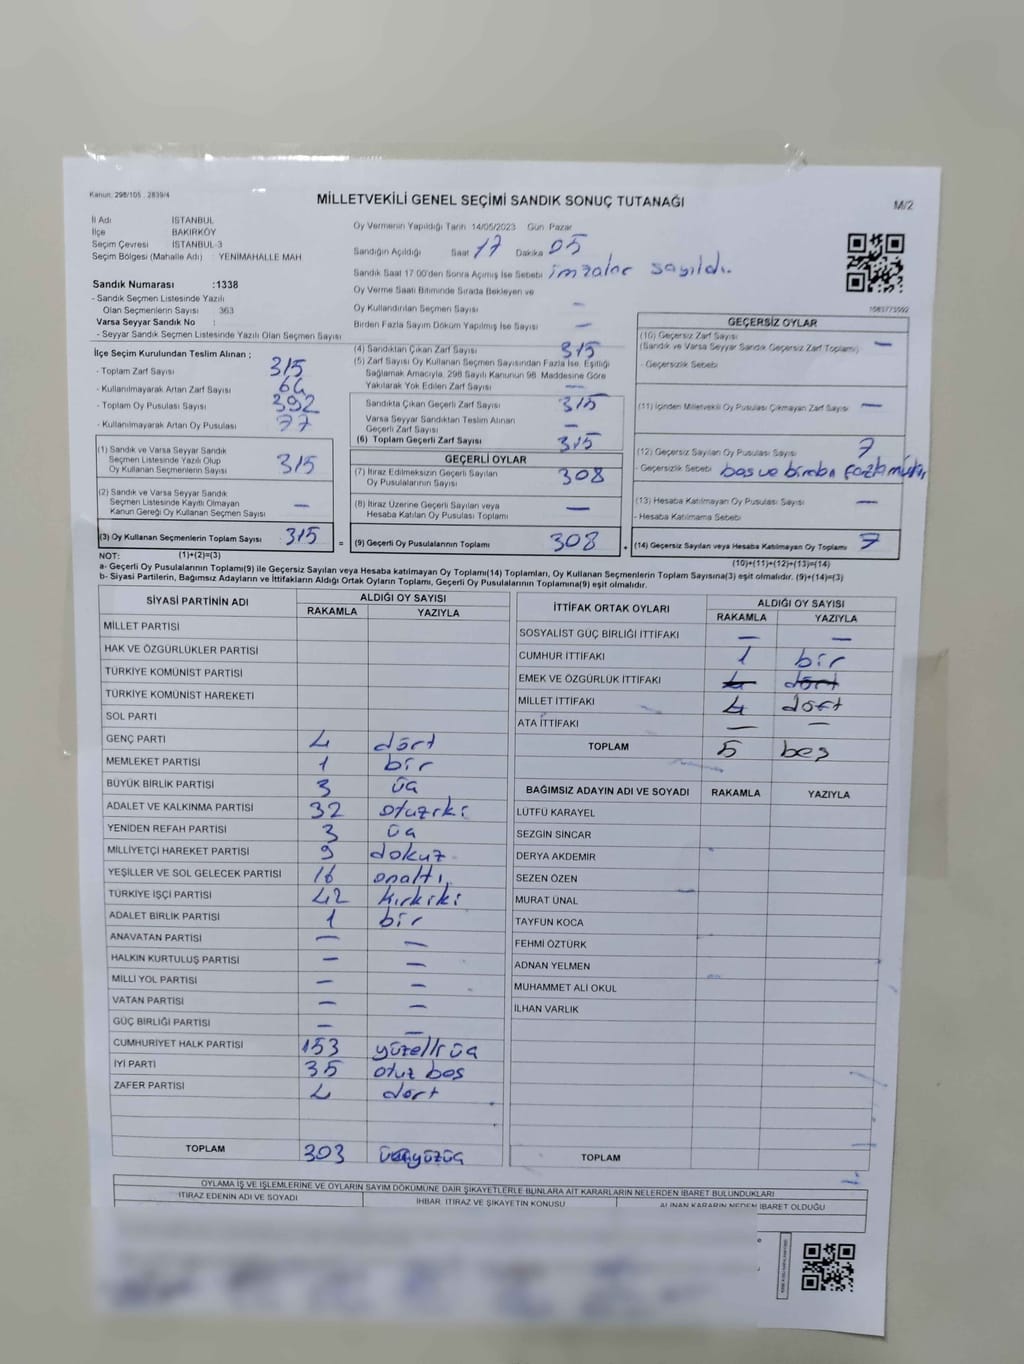 Kanun: 298/105 , 2839/4
MİLLETVEKİLİ GENEL SEÇİMİ SANDIK SONUÇ TUTANAĞI
M/2
İl Adı İSTANBUL
İlçe BAKIRKÖY
Seçim Çevresi İSTANBUL-3
Seçim Bölgesi (Mahalle Adı) : YENİMAHALLE MAH
Sandık Numarası :1338
- Sandık Seçmen Listesinde Yazılı
Olan Seçmenlerin Sayısı 363
Varsa Seyyar Sandık No :
- Seyyar Sandık Seçmen Listesinde Yazılı Olan Seçmen Sayısı
Oy Vermenin Yapıldığı Tarih 14/05/2023 Gün Pazar
Sandığın Açıldığı Saat 17 Dakika 05
Sandık Saat 17.00'den Sonra Açılmış İse Sebebi imzalar sayıldı.
Oy Verme Saati Bitiminde Sırada Bekleyen ve
Oy Kullandırılan Seçmen Sayısı –
Birden Fazla Sayım Döküm Yapılmış İse Sayısı –
İlçe Seçim Kurulundan Teslim Alınan ;
- Toplam Zarf Sayısı 315
- Kullanılmayarak Artan Zarf Sayısı 64
- Toplam Oy Pusulası Sayısı 392
- Kullanılmayarak Artan Oy Pusulası 77
(1) Sandık ve Varsa Seyyar Sandık
Seçmen Listesinde Yazılı Olup
Oy Kullanan Seçmenlerin Sayısı 315
(2) Sandık ve Varsa Seyyar Sandık
Seçmen Listesinde Kayıtlı Olmayan
Kanun Gereği Oy Kullanan Seçmen Sayısı –
(3) Oy Kullanan Seçmenlerin Toplam Sayısı 315 =
(1)+(2)=(3)
(4) Sandıktan Çıkan Zarf Sayısı 315
(5) Zarf Sayısı Oy Kullanan Seçmen Sayısından Fazla İse, Eşitliği
Sağlamak Amacıyla, 298 Sayılı Kanunun 98. Maddesine Göre
Yakılarak Yok Edilen Zarf Sayısı –
Sandıkta Çıkan Geçerli Zarf Sayısı 315
Varsa Seyyar Sandıktan Teslim Alınan
Geçerli Zarf Sayısı –
(6) Toplam Geçerli Zarf Sayısı 315
GEÇERLİ OYLAR
(7) İtiraz Edilmeksizin Geçerli Sayılan
Oy Pusulalarının Sayısı 308
(8) İtiraz Üzerine Geçerli Sayılan veya
Hesaba Katılan Oy Pusulası Toplamı –
(9) Geçerli Oy Pusulalarının Toplamı 308
GEÇERSİZ OYLAR
(10) Geçersiz Zarf Sayısı
(Sandık ve Varsa Seyyar Sandık Geçersiz Zarf Toplamı) –
- Geçersizlik Sebebi
(11) İçinden Milletvekili Oy Pusulası Çıkmayan Zarf Sayısı –
(12) Geçersiz Sayılan Oy Pusulası Sayısı 7
- Geçersizlik Sebebi boş ve birden fazla mühür
(13) Hesaba Katılmayan Oy Pusulası Sayısı –
- Hesaba Katılmama Sebebi
(14) Geçersiz Sayılan veya Hesaba Katılmayan Oy Toplamı 7
(10)+(11)+(12)+(13)=(14)
NOT:
a- Geçerli Oy Pusulalarının Toplamı(9) ile Geçersiz Sayılan veya Hesaba katılmayan Oy Toplamı(14) Toplamları, Oy Kullanan Seçmenlerin Toplam Sayısına(3) eşit olmalıdır. (9)+(14)=(3)
b- Siyasi Partilerin, Bağımsız Adayların ve İttifakların Aldığı Ortak Oyların Toplamı, Geçerli Oy Pusulalarının Toplamına(9) eşit olmalıdır.
SİYASİ PARTİNİN ADI ALDIĞI OY SAYISI
RAKAMLA YAZIYLA
MİLLET PARTİSİ
HAK VE ÖZGÜRLÜKLER PARTİSİ
TÜRKİYE KOMÜNİST PARTİSİ
TÜRKİYE KOMÜNİST HAREKETİ
SOL PARTİ
GENÇ PARTİ 4 dört
MEMLEKET PARTİSİ 1 bir
BÜYÜK BİRLİK PARTİSİ 3 üç
ADALET VE KALKINMA PARTİSİ 32 otuziki
YENİDEN REFAH PARTİSİ 3 üç
MİLLİYETÇİ HAREKET PARTİSİ 9 dokuz
YEŞİLLER VE SOL GELECEK PARTİSİ 16 onaltı
TÜRKİYE İŞÇİ PARTİSİ 42 kırkiki
ADALET BİRLİK PARTİSİ 1 bir
ANAVATAN PARTİSİ – –
HALKIN KURTULUŞ PARTİSİ – –
MİLLİ YOL PARTİSİ – –
VATAN PARTİSİ – –
GÜÇ BİRLİĞİ PARTİSİ – –
CUMHURİYET HALK PARTİSİ 153 yüzelli üç
İYİ PARTİ 35 otuz beş
ZAFER PARTİSİ 4 dört
TOPLAM 303 üçyüzüç
İTTİFAK ORTAK OYLARI ALDIĞI OY SAYISI
RAKAMLA YAZIYLA
SOSYALİST GÜÇ BİRLİĞİ İTTİFAKI – –
CUMHUR İTTİFAKI 1 bir
EMEK VE ÖZGÜRLÜK İTTİFAKI 4 dört
MİLLET İTTİFAKI 4 dört
ATA İTTİFAKI – –
TOPLAM 5 beş
BAĞIMSIZ ADAYIN ADI VE SOYADI RAKAMLA YAZIYLA
LÜTFÜ KARAYEL
SEZGİN SİNCAR
DERYA AKDEMİR
SEZEN ÖZEN
MURAT ÜNAL
TAYFUN KOCA
FEHMİ ÖZTÜRK
ADNAN YELMEN
MUHAMMET ALİ OKUL
İLHAN VARLIK
TOPLAM
OYLAMA İŞ VE İŞLEMLERİNE VE OYLARIN SAYIM DÖKÜMÜNE DAİR ŞİKAYETLERLE BUNLARA AİT KARARLARIN NELERDEN İBARET BULUNDUKLARI
İTİRAZ EDENİN ADI VE SOYADI İHBAR, İTİRAZ VE ŞİKAYETİN KONUSU ALINAN KARARIN NEDEN İBARET OLDUĞU